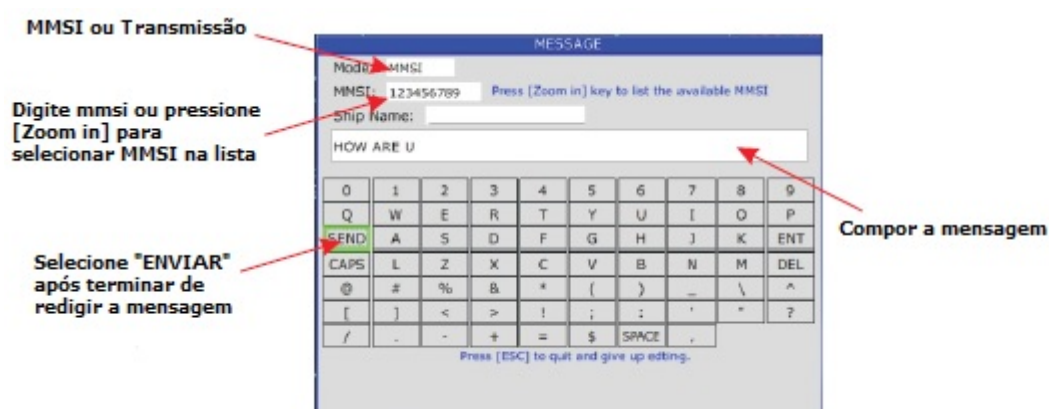 MMSI ou Transmissão
MESSAGE
Mode: MMSI
MMSI: 123456789 Press [Zoom in] key to list the available MMSI
Digite mmsi ou pressione
[Zoom in] para
selecionar MMSI na lista
Ship Name:
HOW ARE U
Compor a mensagem
0 1 2 3 4 5 6 7 8 9
Q W E R T Y U I O P
SEND A S D F G H J K ENT
CAPS L Z X C V B N M DEL
@ # % & * ( ) _ \ ^
[ ] < > ! ; : ' " ?
/ . - + = $ SPACE ,
Selecione "ENVIAR"
após terminar de
redigir a mensagem
Press [ESC] to quit and give up edting.